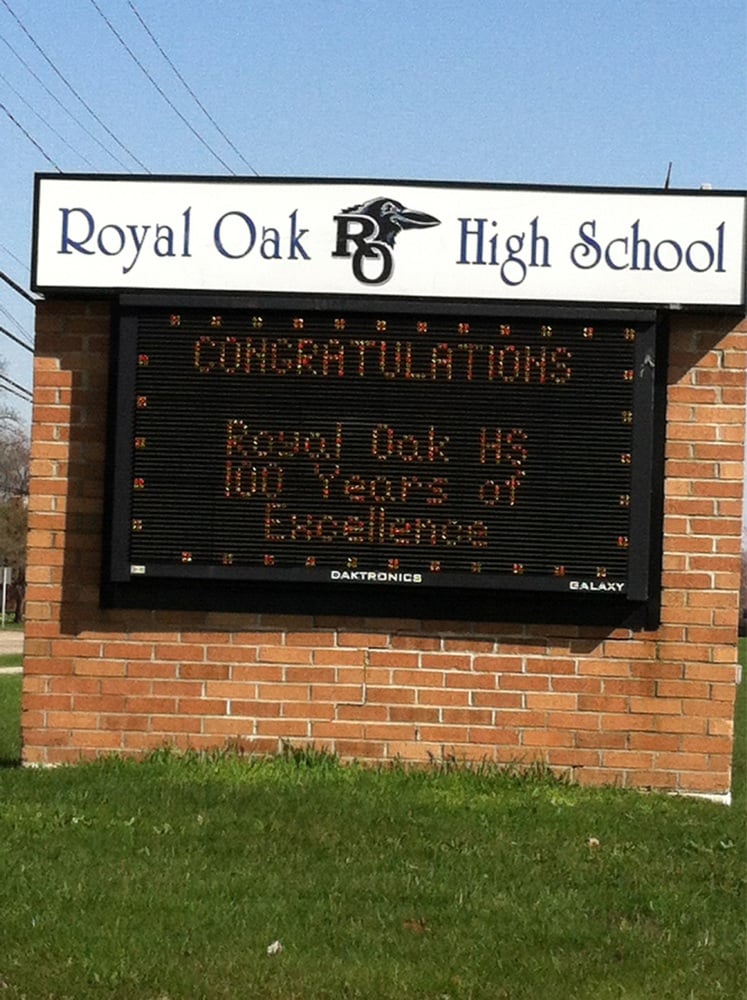 Royal Oak RO High School
CONGRATULATIONS
Royal Oak HS
100 Years of
Excellence
DAKTRONICS
GALAXY